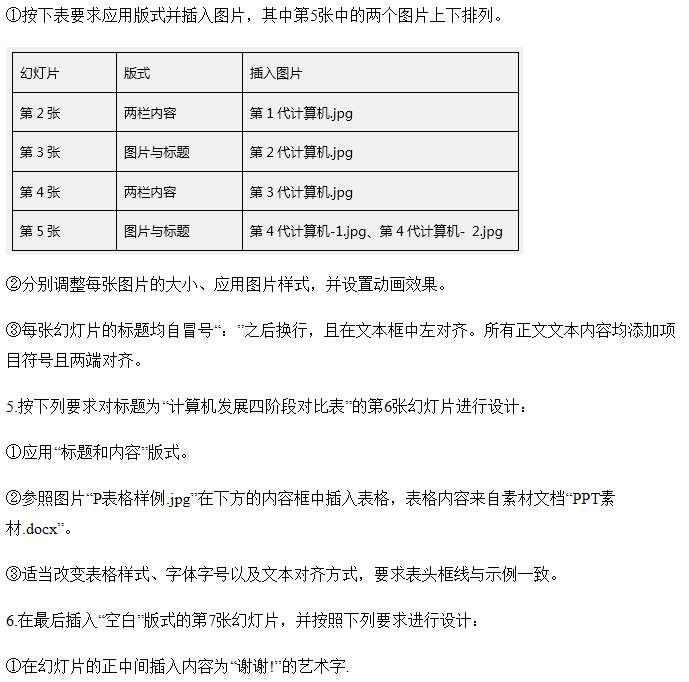 ①按下表要求应用版式并插入图片，其中第5张中的两个图片上下排列。
幻灯片 版式 插入图片
第 2 张 两栏内容 第 1 代计算机.jpg
第 3 张 图片与标题 第 2 代计算机.jpg
第 4 张 两栏内容 第 3 代计算机.jpg
第 5 张 图片与标题 第 4 代计算机-1.jpg、第 4 代计算机- 2.jpg
②分别调整每张图片的大小、应用图片样式，并设置动画效果。
③每张幻灯片的标题均自冒号“：”之后换行，且在文本框中左对齐。所有正文文本内容均添加项
目符号且两端对齐。
5.按下列要求对标题为“计算机发展四阶段对比表”的第6张幻灯片进行设计：
①应用“标题和内容”版式。
②参照图片“P表格样例.jpg”在下方的内容框中插入表格，表格内容来自素材文档“PPT素
材.docx”。
③适当改变表格样式、字体字号以及文本对齐方式，要求表头框线与示例一致。
6.在最后插入“空白”版式的第7张幻灯片，并按照下列要求进行设计：
①在幻灯片的正中间插入内容为“谢谢!”的艺术字.